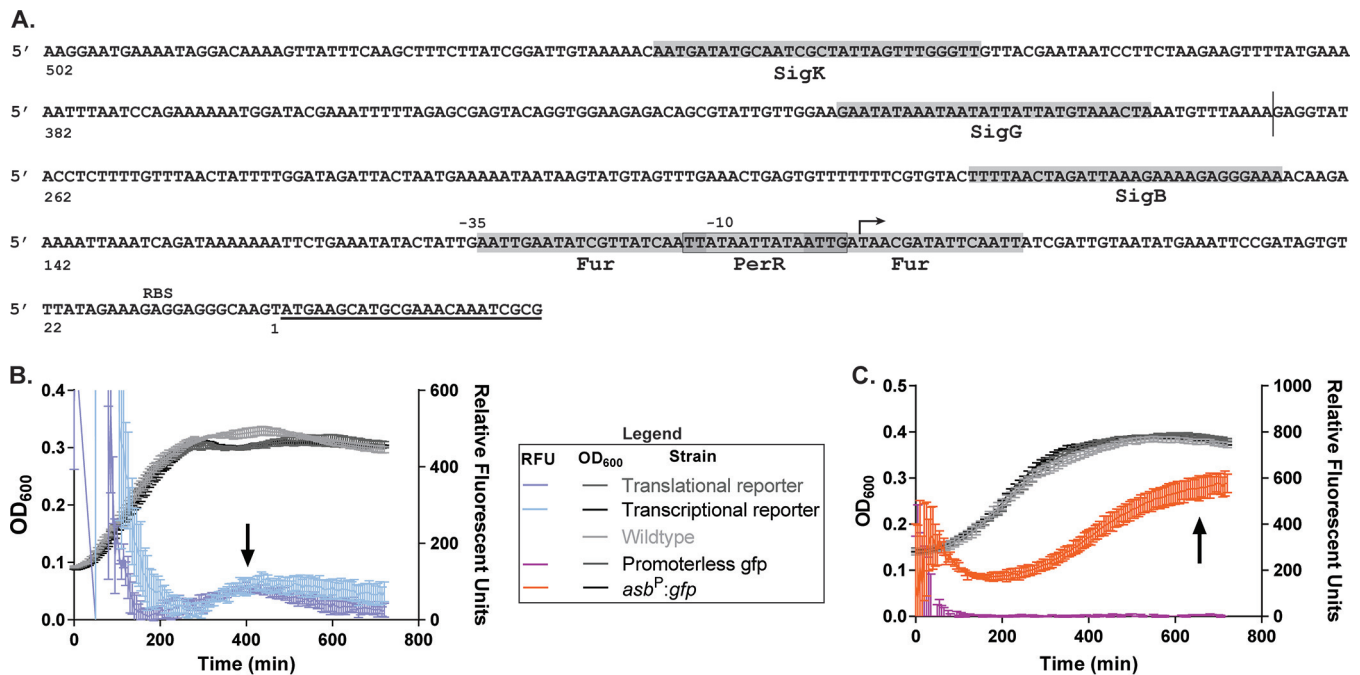 A.
5′ AAGGAATGAAAATAGGACAAAAGTTATTTCAAGCTTTCTTATCGGATTGTAAAAACAATGATATGCAATCGCTATTAGTTTGGGTTGTTACGAATAATCCTTCTAAGAAGTTTTATGAAA
502
SigK
5′ AATTTAATCCAGAAAAAATGGATACGAAATTTTTAGAGCGAGTACAGGTGGAAGAGACAGCGTATTGTTGGAAGAATATAAATAATATTATTATGTAAACTAAATGTTTAAAAGAGGTAT
382
SigG
5′ ACCTCTTTTGTTTAACTATTTTGGATAGATTACTAATGAAAAATAATAAGTATGTAGTTTGAAACTGAGTGTTTTTTTCGTGTACTTTTAACTAGATTAAAGAAAAGAGGGAAAACAAGA
262
SigB
-35
-10
5′ AAAATTAAATCAGATAAAAAAATTCTGAAATATACTATTGAATTGAATATCGTTATCAATTATAATTATAATTGATAACGATATTCAATTATCGATTGTAATATGAAATTCCGATAGTGT
142
Fur
PerR
Fur
RBS
5′ TTATAGAAAGAGGAGGGCAAGTATGAAGCATGCGAAACAAATCGCG
22
1
B.
OD600
0.4
0.3
0.2
0.1
0.0
0 200 400 600 800
Time (min)
600
400
200
0
Relative Fluorescent Units
Legend
RFU OD600 Strain
Translational reporter
Transcriptional reporter
Wildtype
Promoterless gfp
asbP:gfp
C.
OD600
0.5
0.4
0.3
0.2
0.1
0.0
0 200 400 600 800
Time (min)
1000
800
600
400
200
0
Relative Fluorescent Units